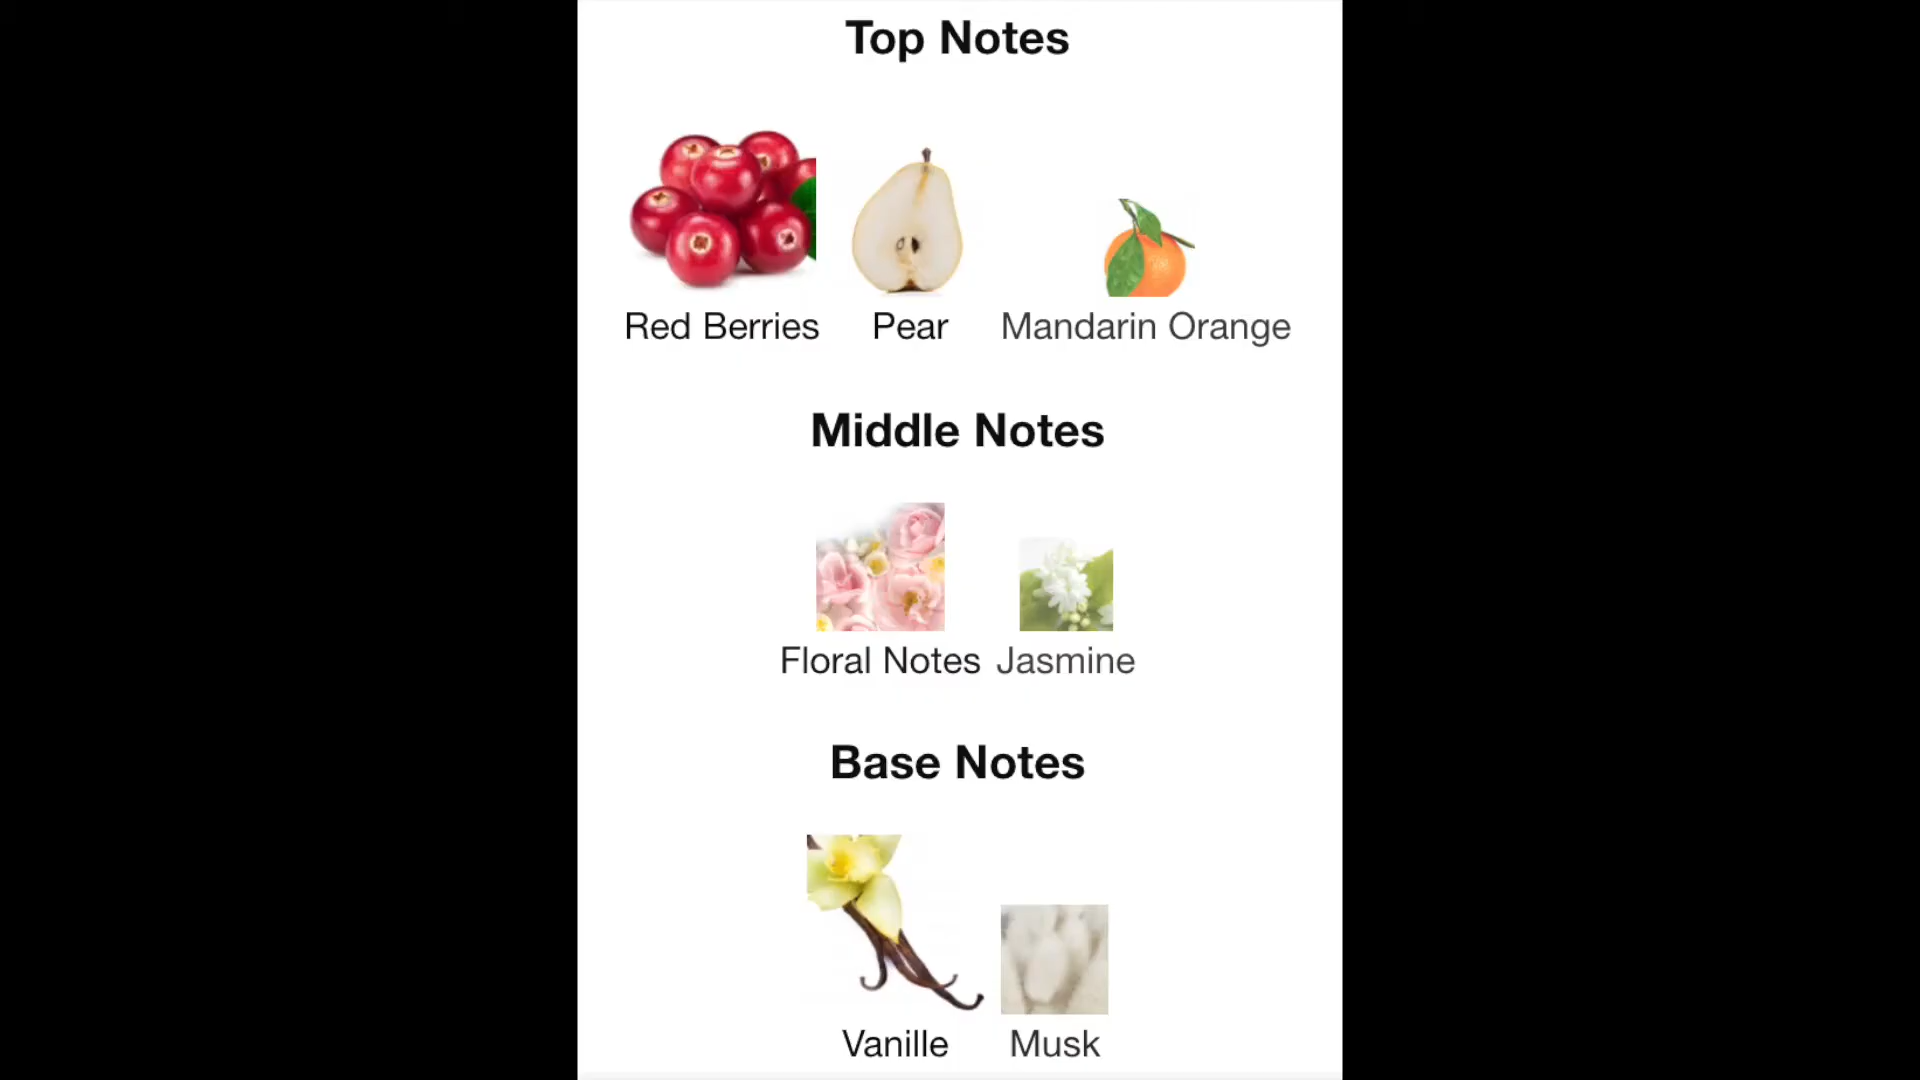 Top Notes
Red Berries Pear Mandarin Orange
Middle Notes
Floral Notes Jasmine
Base Notes
Vanille Musk